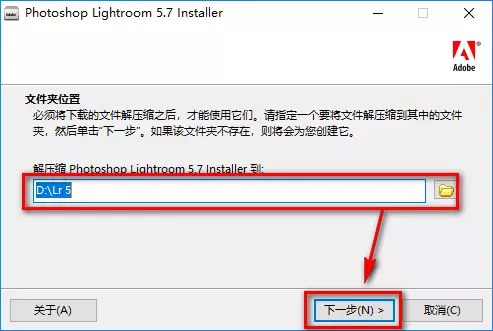 Photoshop Lightroom 5.7 Installer
Adobe
文件夹位置
必须将下载的文件解压缩之后，才能使用它们。请指定一个要将文件解压缩到其中的文件
夹，然后单击“下一步”。如果该文件夹不存在，则将会为您创建它。
解压缩 Photoshop Lightroom 5.7 Installer 到:
D:\Lr 5
关于(A)
下一步(N) >
取消(C)